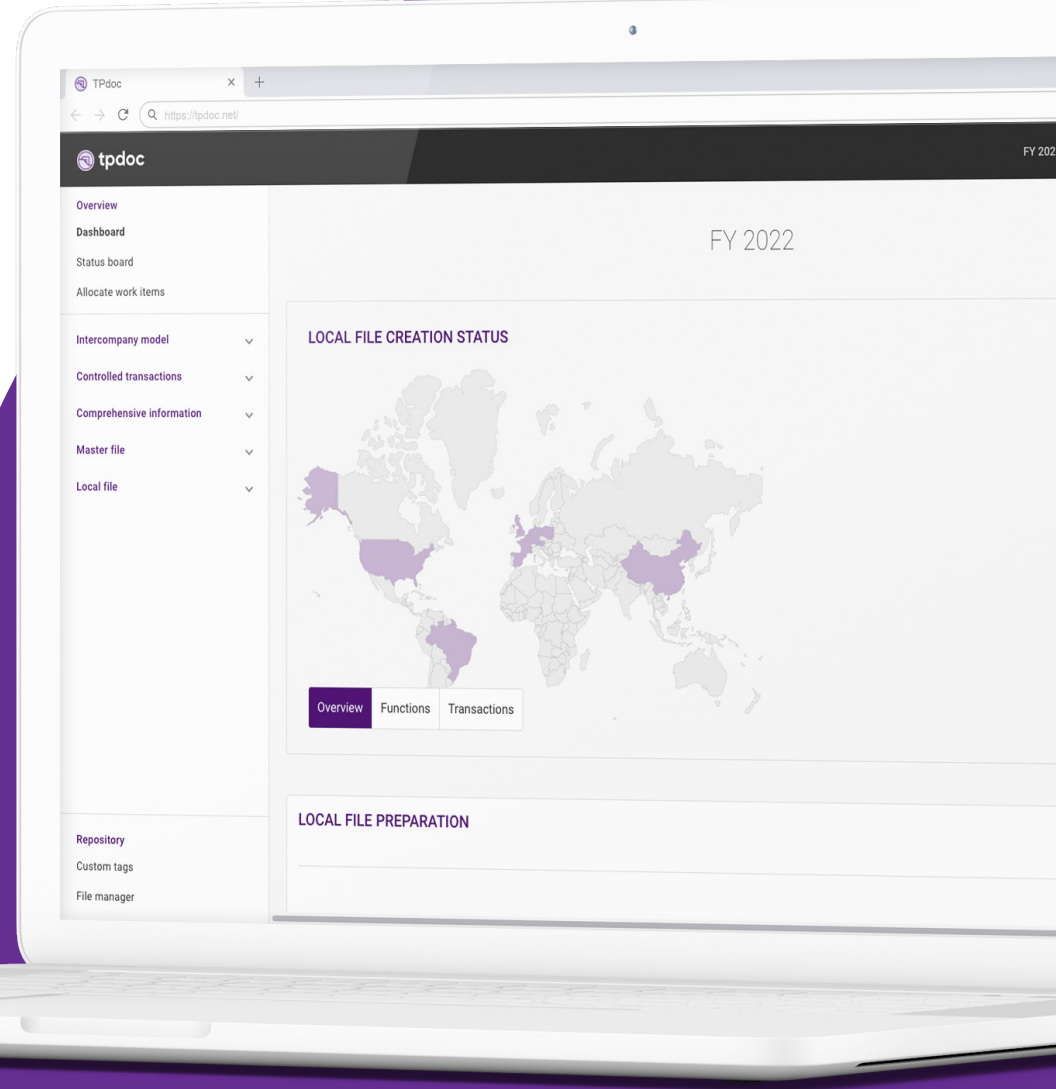 TPdoc
https://tpdoc.net/
tpdoc
FY 202
Overview
Dashboard
Status board
Allocate work items
Intercompany model
Controlled transactions
Comprehensive information
Master file
Local file
Repository
Custom tags
File manager
FY 2022
LOCAL FILE CREATION STATUS
Overview Functions Transactions
LOCAL FILE PREPARATION